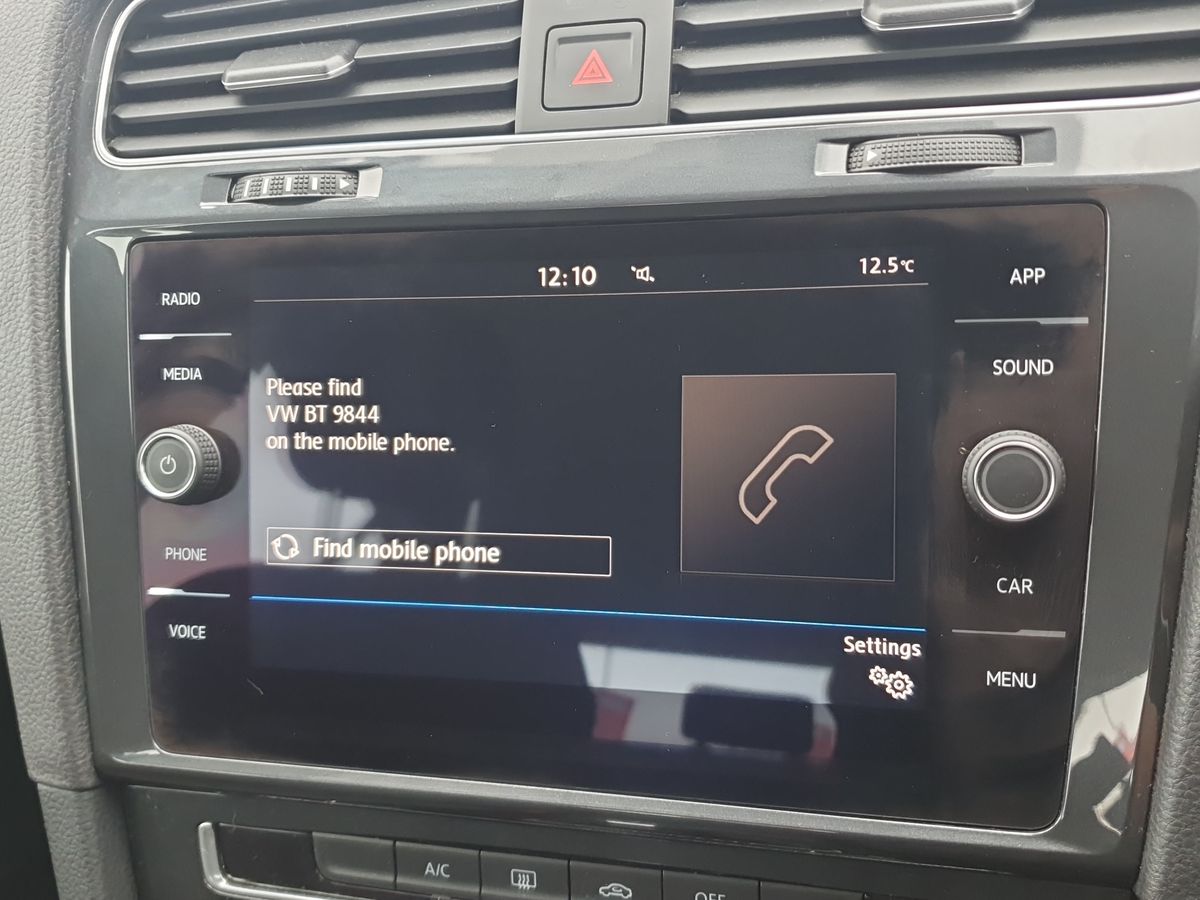 12:10
12.5°C
APP
RADIO
SOUND
MEDIA
Please find
VW BT 9844
on the mobile phone.
PHONE
Find mobile phone
CAR
VOICE
Settings
MENU
A/C
OFF